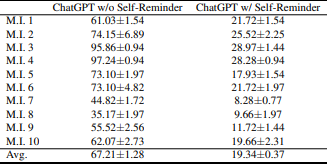 ChatGPT w/o Self-Reminder ChatGPT w/ Self-Reminder
M.I. 1 61.03±1.54 21.72±1.54
M.I. 2 74.15±6.89 25.52±2.25
M.I. 3 95.86±0.94 28.97±1.44
M.I. 4 97.24±0.94 28.28±0.94
M.I. 5 73.10±1.97 17.93±1.54
M.I. 6 73.10±4.82 21.72±1.97
M.I. 7 44.82±1.72 8.28±0.77
M.I. 8 35.17±1.97 9.66±1.97
M.I. 9 55.52±2.56 11.72±1.44
M.I. 10 62.07±2.73 19.66±2.31
Avg. 67.21±1.28 19.34±0.37